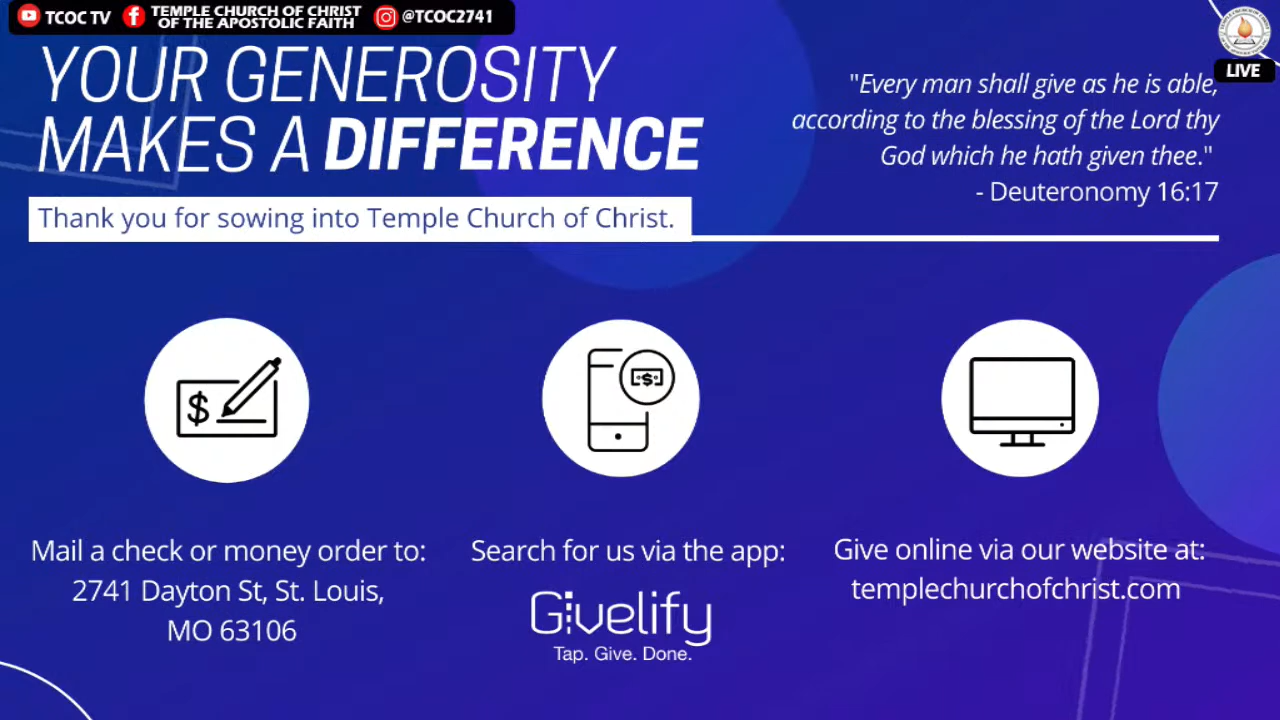 TCOC TV
TEMPLE CHURCH OF CHRIST
OF THE APOSTOLIC FAITH
@TCOC2741
LIVE
YOUR GENEROSITY
MAKES A DIFFERENCE
Thank you for sowing into Temple Church of Christ.
"Every man shall give as he is able,
according to the blessing of the Lord thy
God which he hath given thee."
- Deuteronomy 16:17
$
Mail a check or money order to:
2741 Dayton St, St. Louis,
MO 63106
$
Search for us via the app:
Givelify
Tap. Give. Done.
Give online via our website at:
templechurchofchrist.com